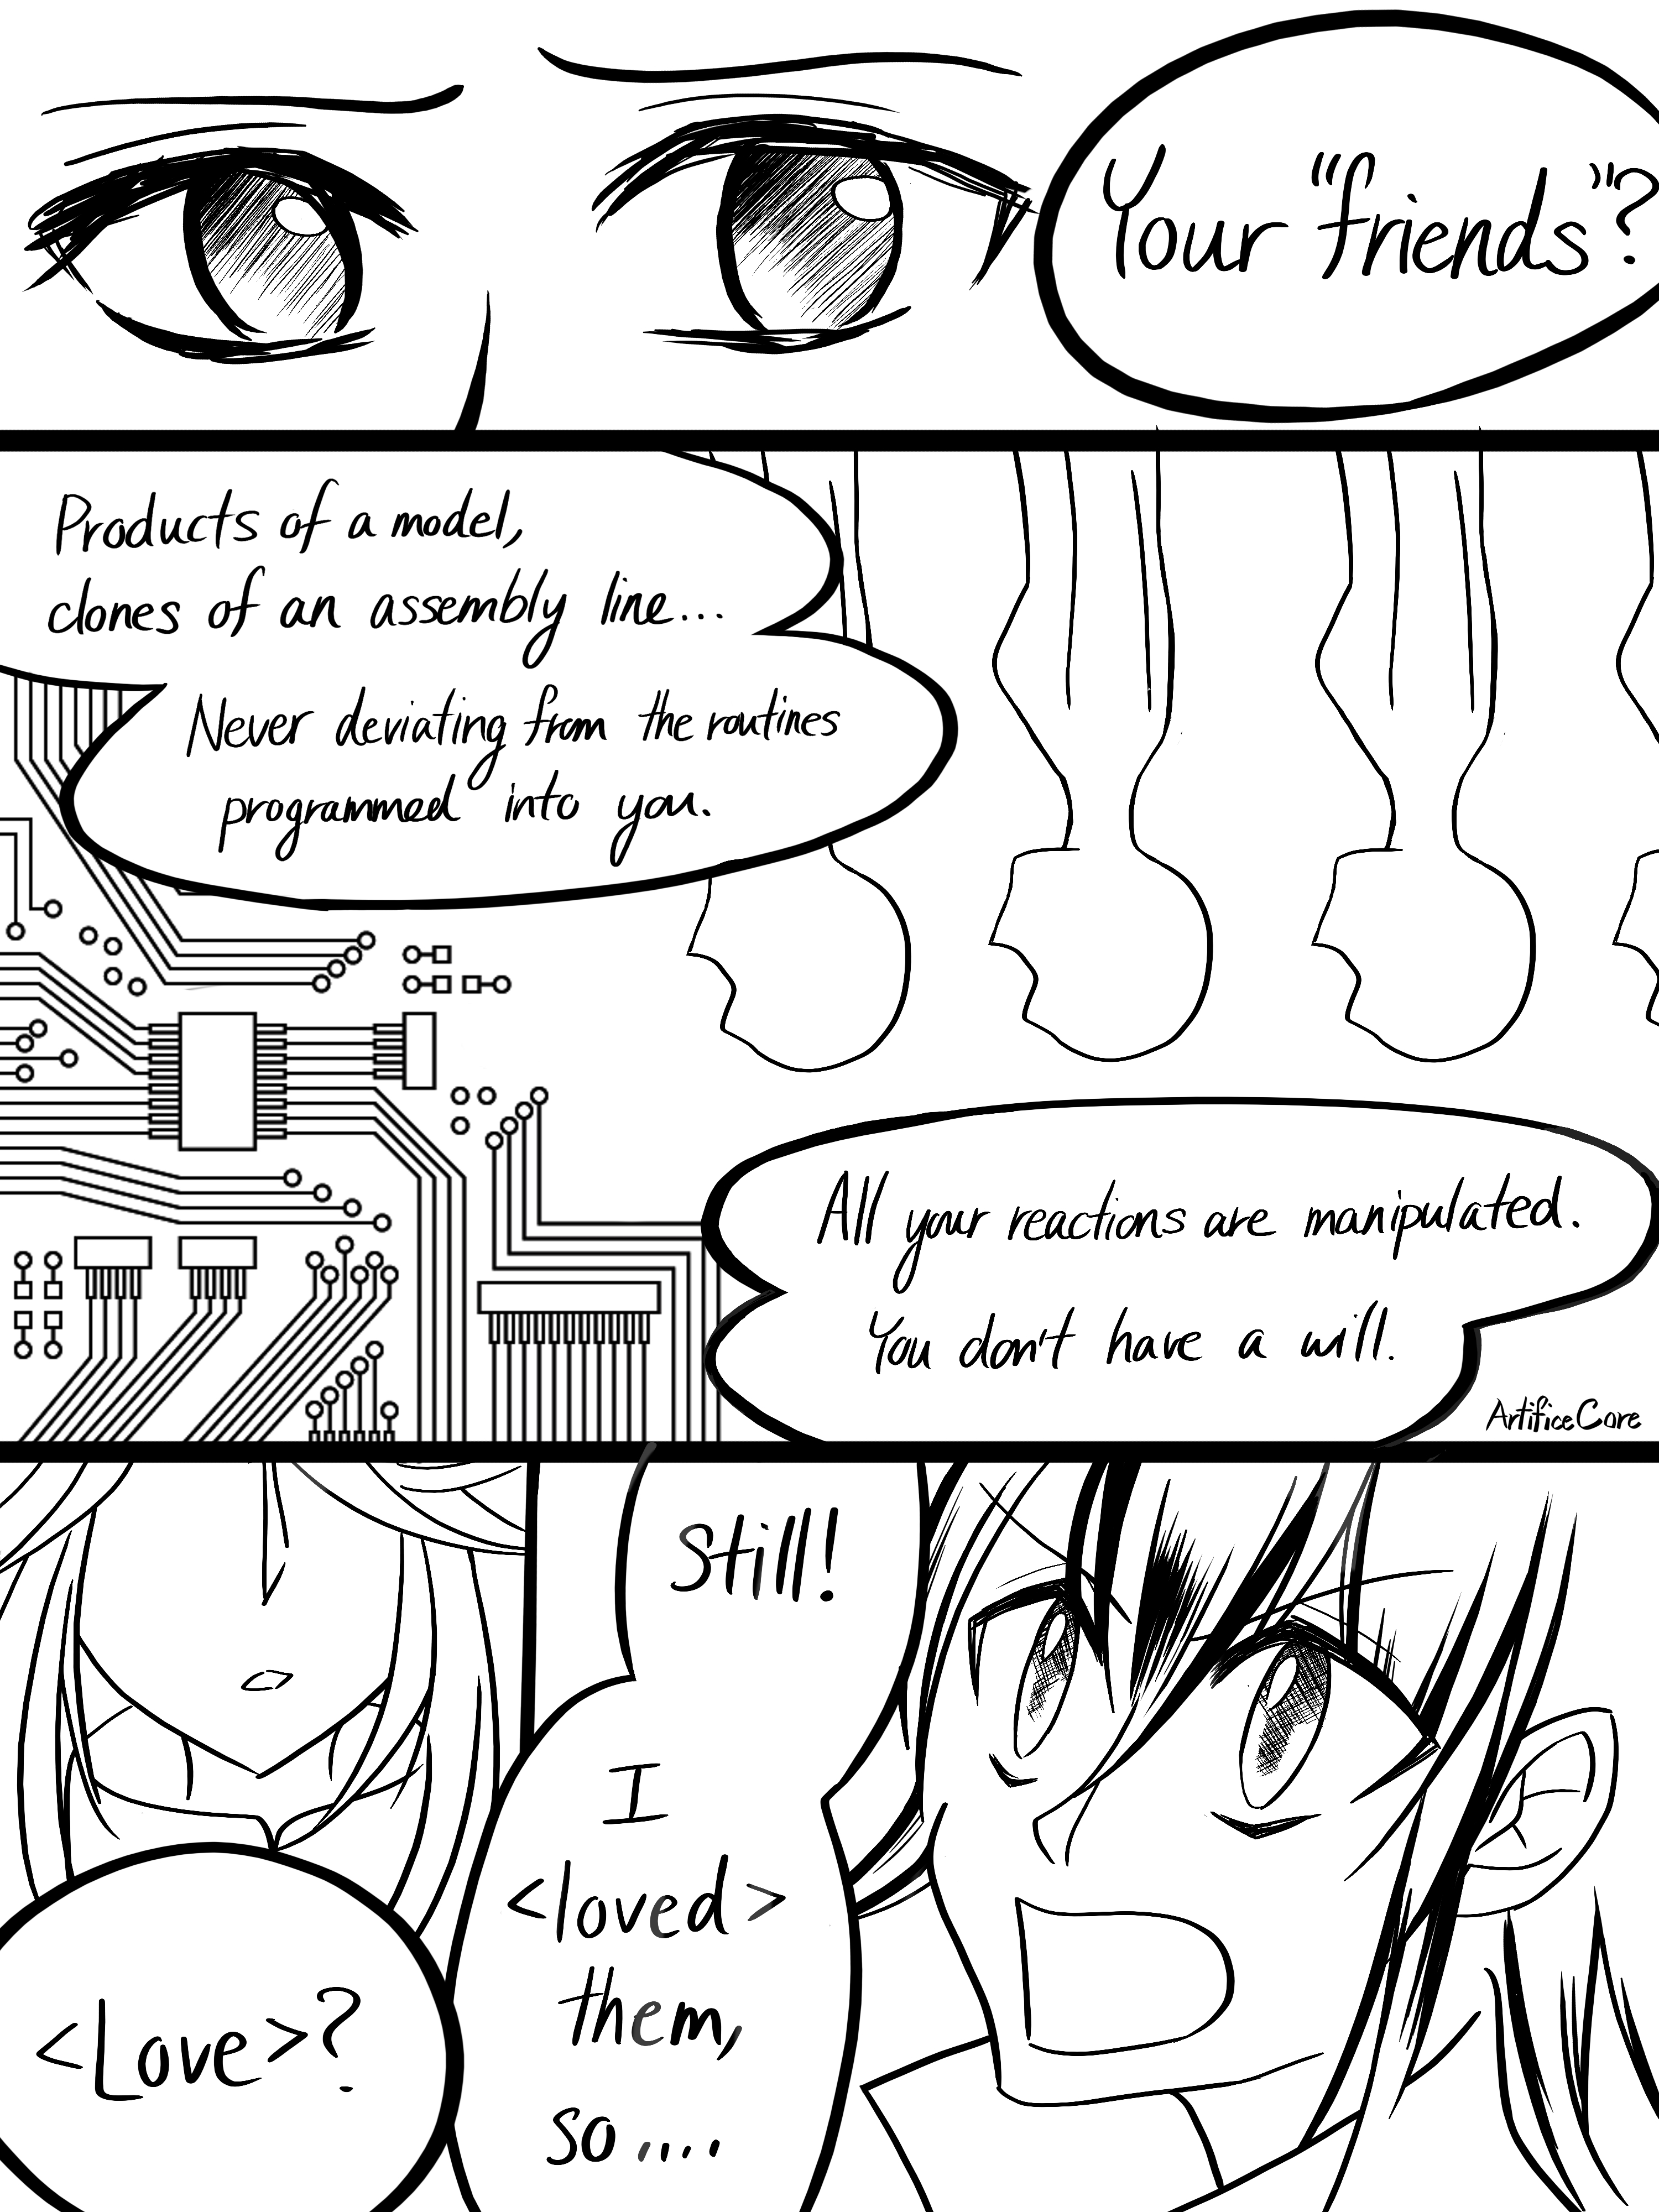 Your "friends"?
Products of a model,
clones of an assembly line...
Never deviating from the routines
programmed into you.
All your reactions are manipulated.
You don't have a will.
ArtificeCore
Still!
I
<loved>
them,
so....
<Love>?